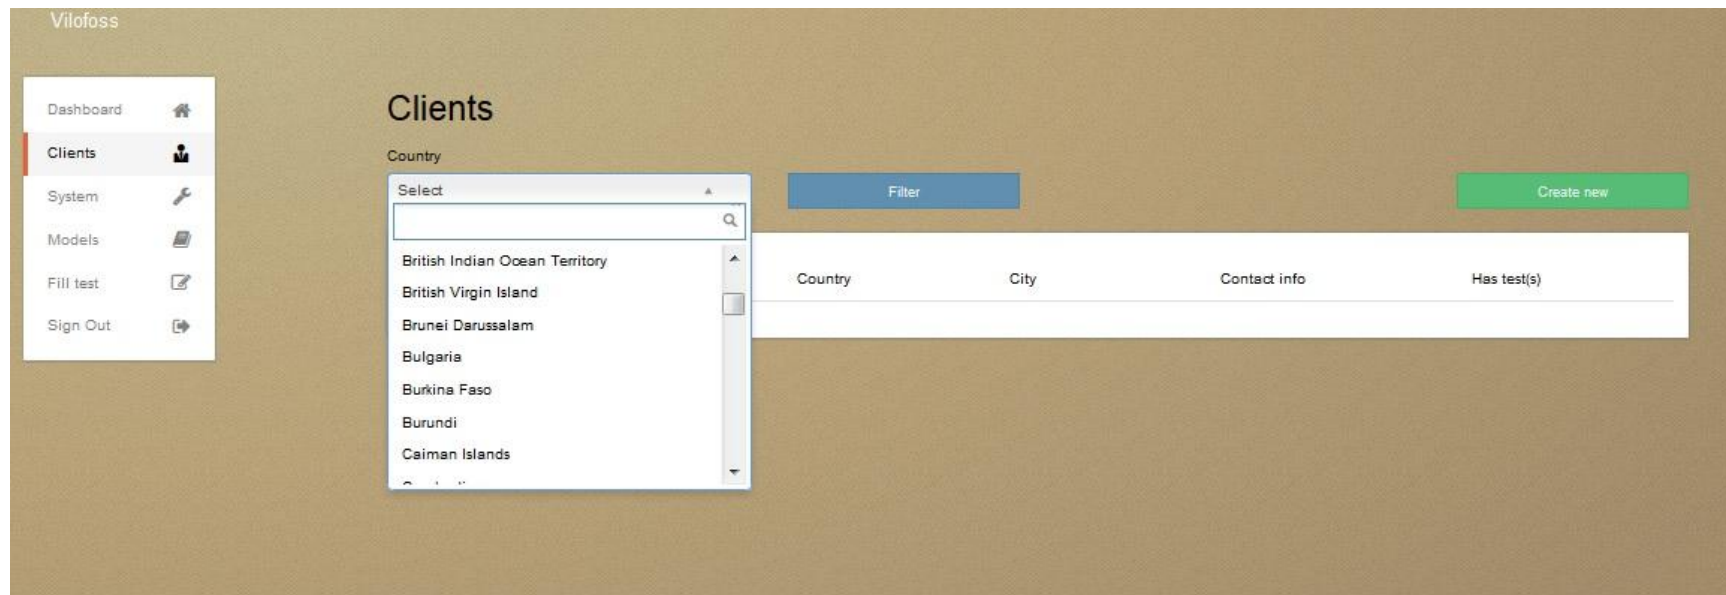 Vilofoss
Dashboard
Clients
System
Models
Fill test
Sign Out
Clients
Country
Select
Filter
Create new
British Indian Ocean Territory
British Virgin Island
Brunei Darussalam
Bulgaria
Burkina Faso
Burundi
Caiman Islands
Country City Contact info Has test(s)